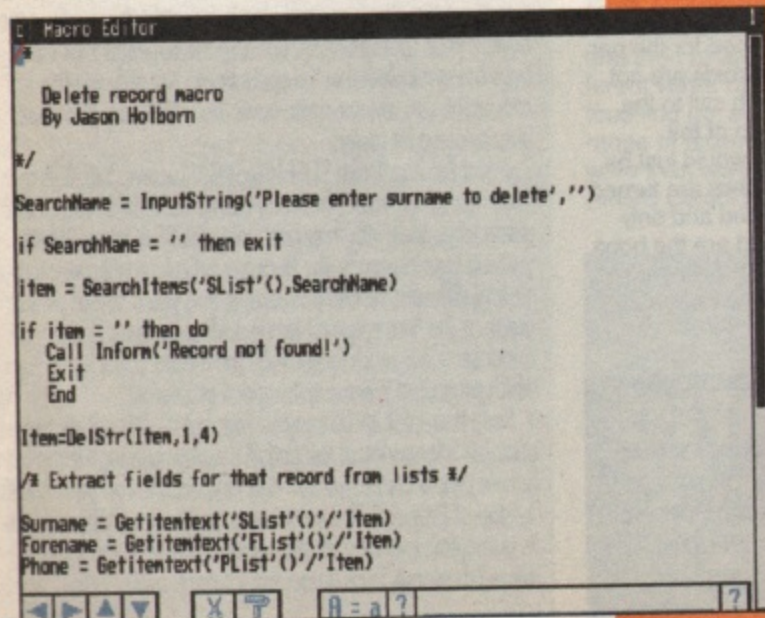 Macro Editor
/*
Delete record macro
By Jason Holborn
*/
SearchName = InputString('Please enter surname to delete','')
if SearchName = '' then exit
item = SearchItems('SList'(),SearchName)
if item = '' then do
Call Inform('Record not found!')
Exit
End
Item=DelStr(Item,1,4)
/* Extract fields for that record from lists */
Surname = Getitemtext('SList'()'/'Item)
Forename = Getitemtext('FList'()'/'Item)
Phone = Getitemtext('PList'()'/'Item)
A = a ? ?